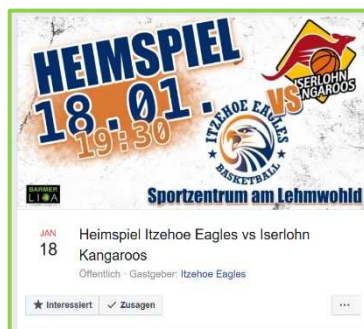 HEIMSPIEL
18.01.
19:30
VS
ISERLOHN
KANGAROOS
ITZEHOE EAGLES
BASKETBALL
BARMER
LIGA
Sportzentrum am Lehmwohld
JAN
18
Heimspiel Itzehoe Eagles vs Iserlohn
Kangaroos
Öffentlich · Gastgeber: Itzehoe Eagles
★ Interessiert
✓ Zusagen
...